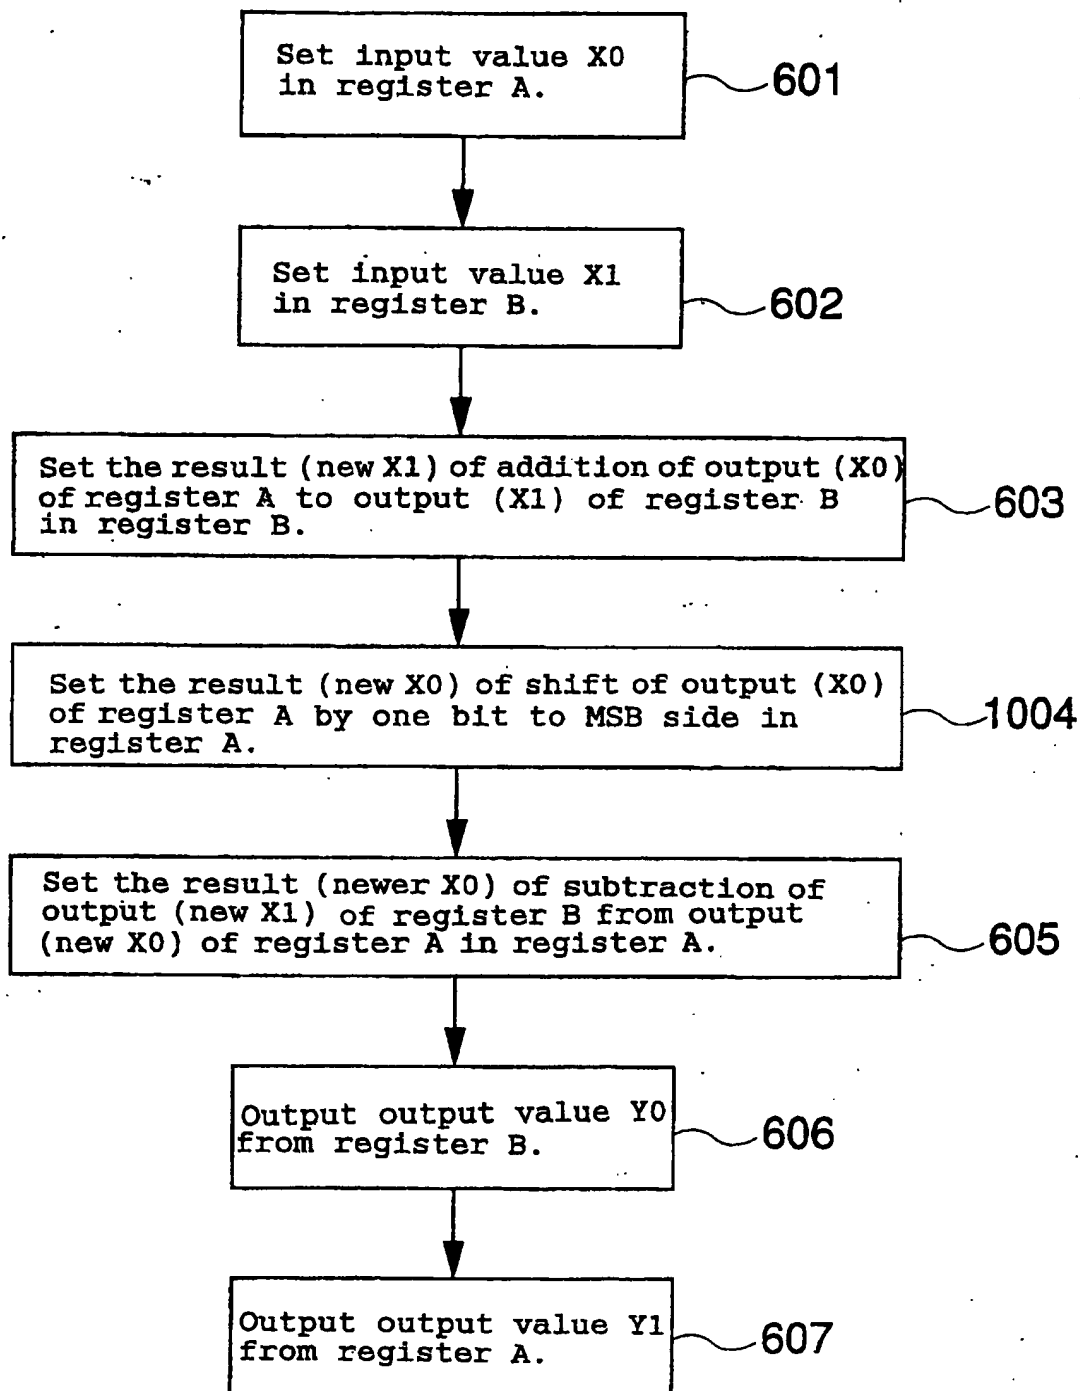 Set input value X0
in register A.
601
Set input value X1
in register B.
602
Set the result (new X1) of addition of output (X0)
of register A to output (X1) of register B
in register B.
603
Set the result (new X0) of shift of output (X0)
of register A by one bit to MSB side in
register A.
1004
Set the result (newer X0) of subtraction of
output (new X1) of register B from output
(new X0) of register A in register A.
605
Output output value Y0
from register B.
606
Output output value Y1
from register A.
607